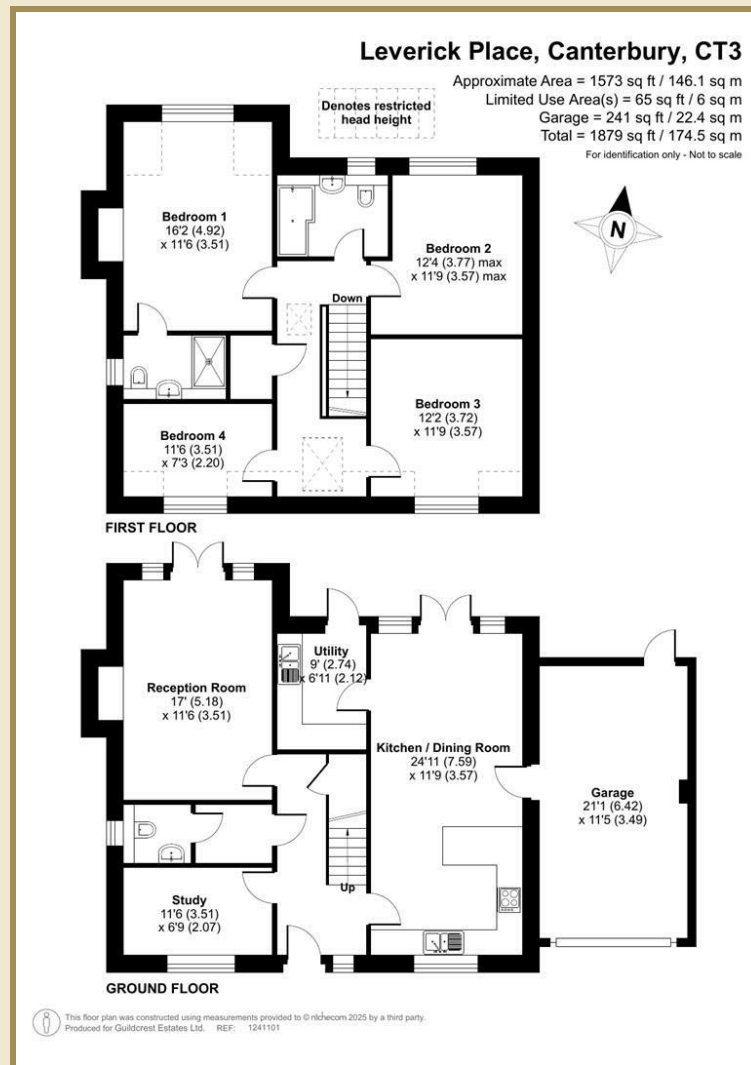 Leverick Place, Canterbury, CT3
Approximate Area = 1573 sq ft / 146.1 sq m
Limited Use Area(s) = 65 sq ft / 6 sq m
Garage = 241 sq ft / 22.4 sq m
Total = 1879 sq ft / 174.5 sq m
For identification only - Not to scale
Denotes restricted
head height
N
Bedroom 1
16'2 (4.92)
x 11'6 (3.51)
Bedroom 2
12'4 (3.77) max
x 11'9 (3.57) max
Down
Bedroom 3
12'2 (3.72)
x 11'9 (3.57)
Bedroom 4
11'6 (3.51)
x 7'3 (2.20)
FIRST FLOOR
Utility
9' (2.74)
x 6'11 (2.12)
Reception Room
17' (5.18)
x 11'6 (3.51)
Kitchen / Dining Room
24'11 (7.59)
x 11'9 (3.57)
Garage
21'1 (6.42)
x 11'5 (3.49)
Up
Study
11'6 (3.51)
x 6'9 (2.07)
GROUND FLOOR
This floor plan was constructed using measurements provided to © nichecom 2025 by a third party.
Produced for Guildcrest Estates Ltd. REF: 1241101